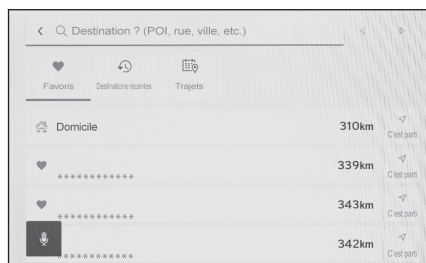 Destination ? (POI, rue, ville, etc.)
Favoris
Destinations récentes
Trajets
Domicile 310km C'est parti
************ 339km C'est parti
************ 343km C'est parti
************ 342km C'est parti